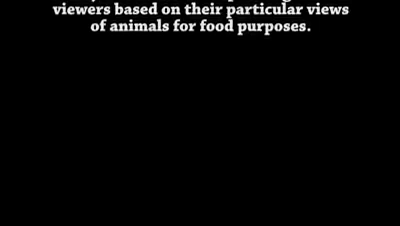 viewers based on their particular views
of animals for food purposes.